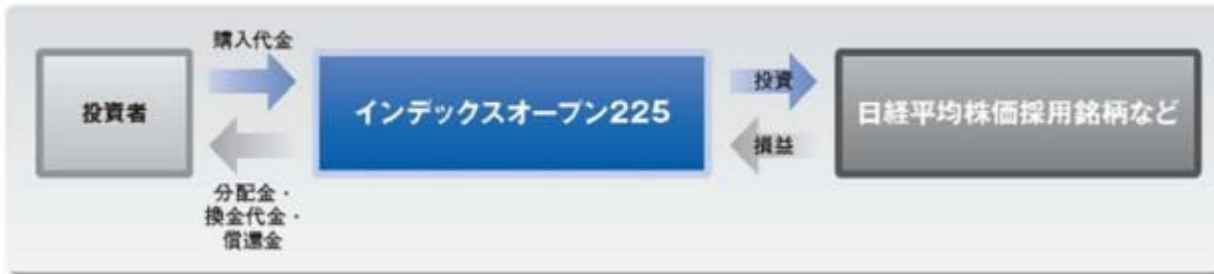 購入代金
投資者
インデックスオープン225
投資
損益
日経平均株価採用銘柄など
分配金・
換金代金・
償還金